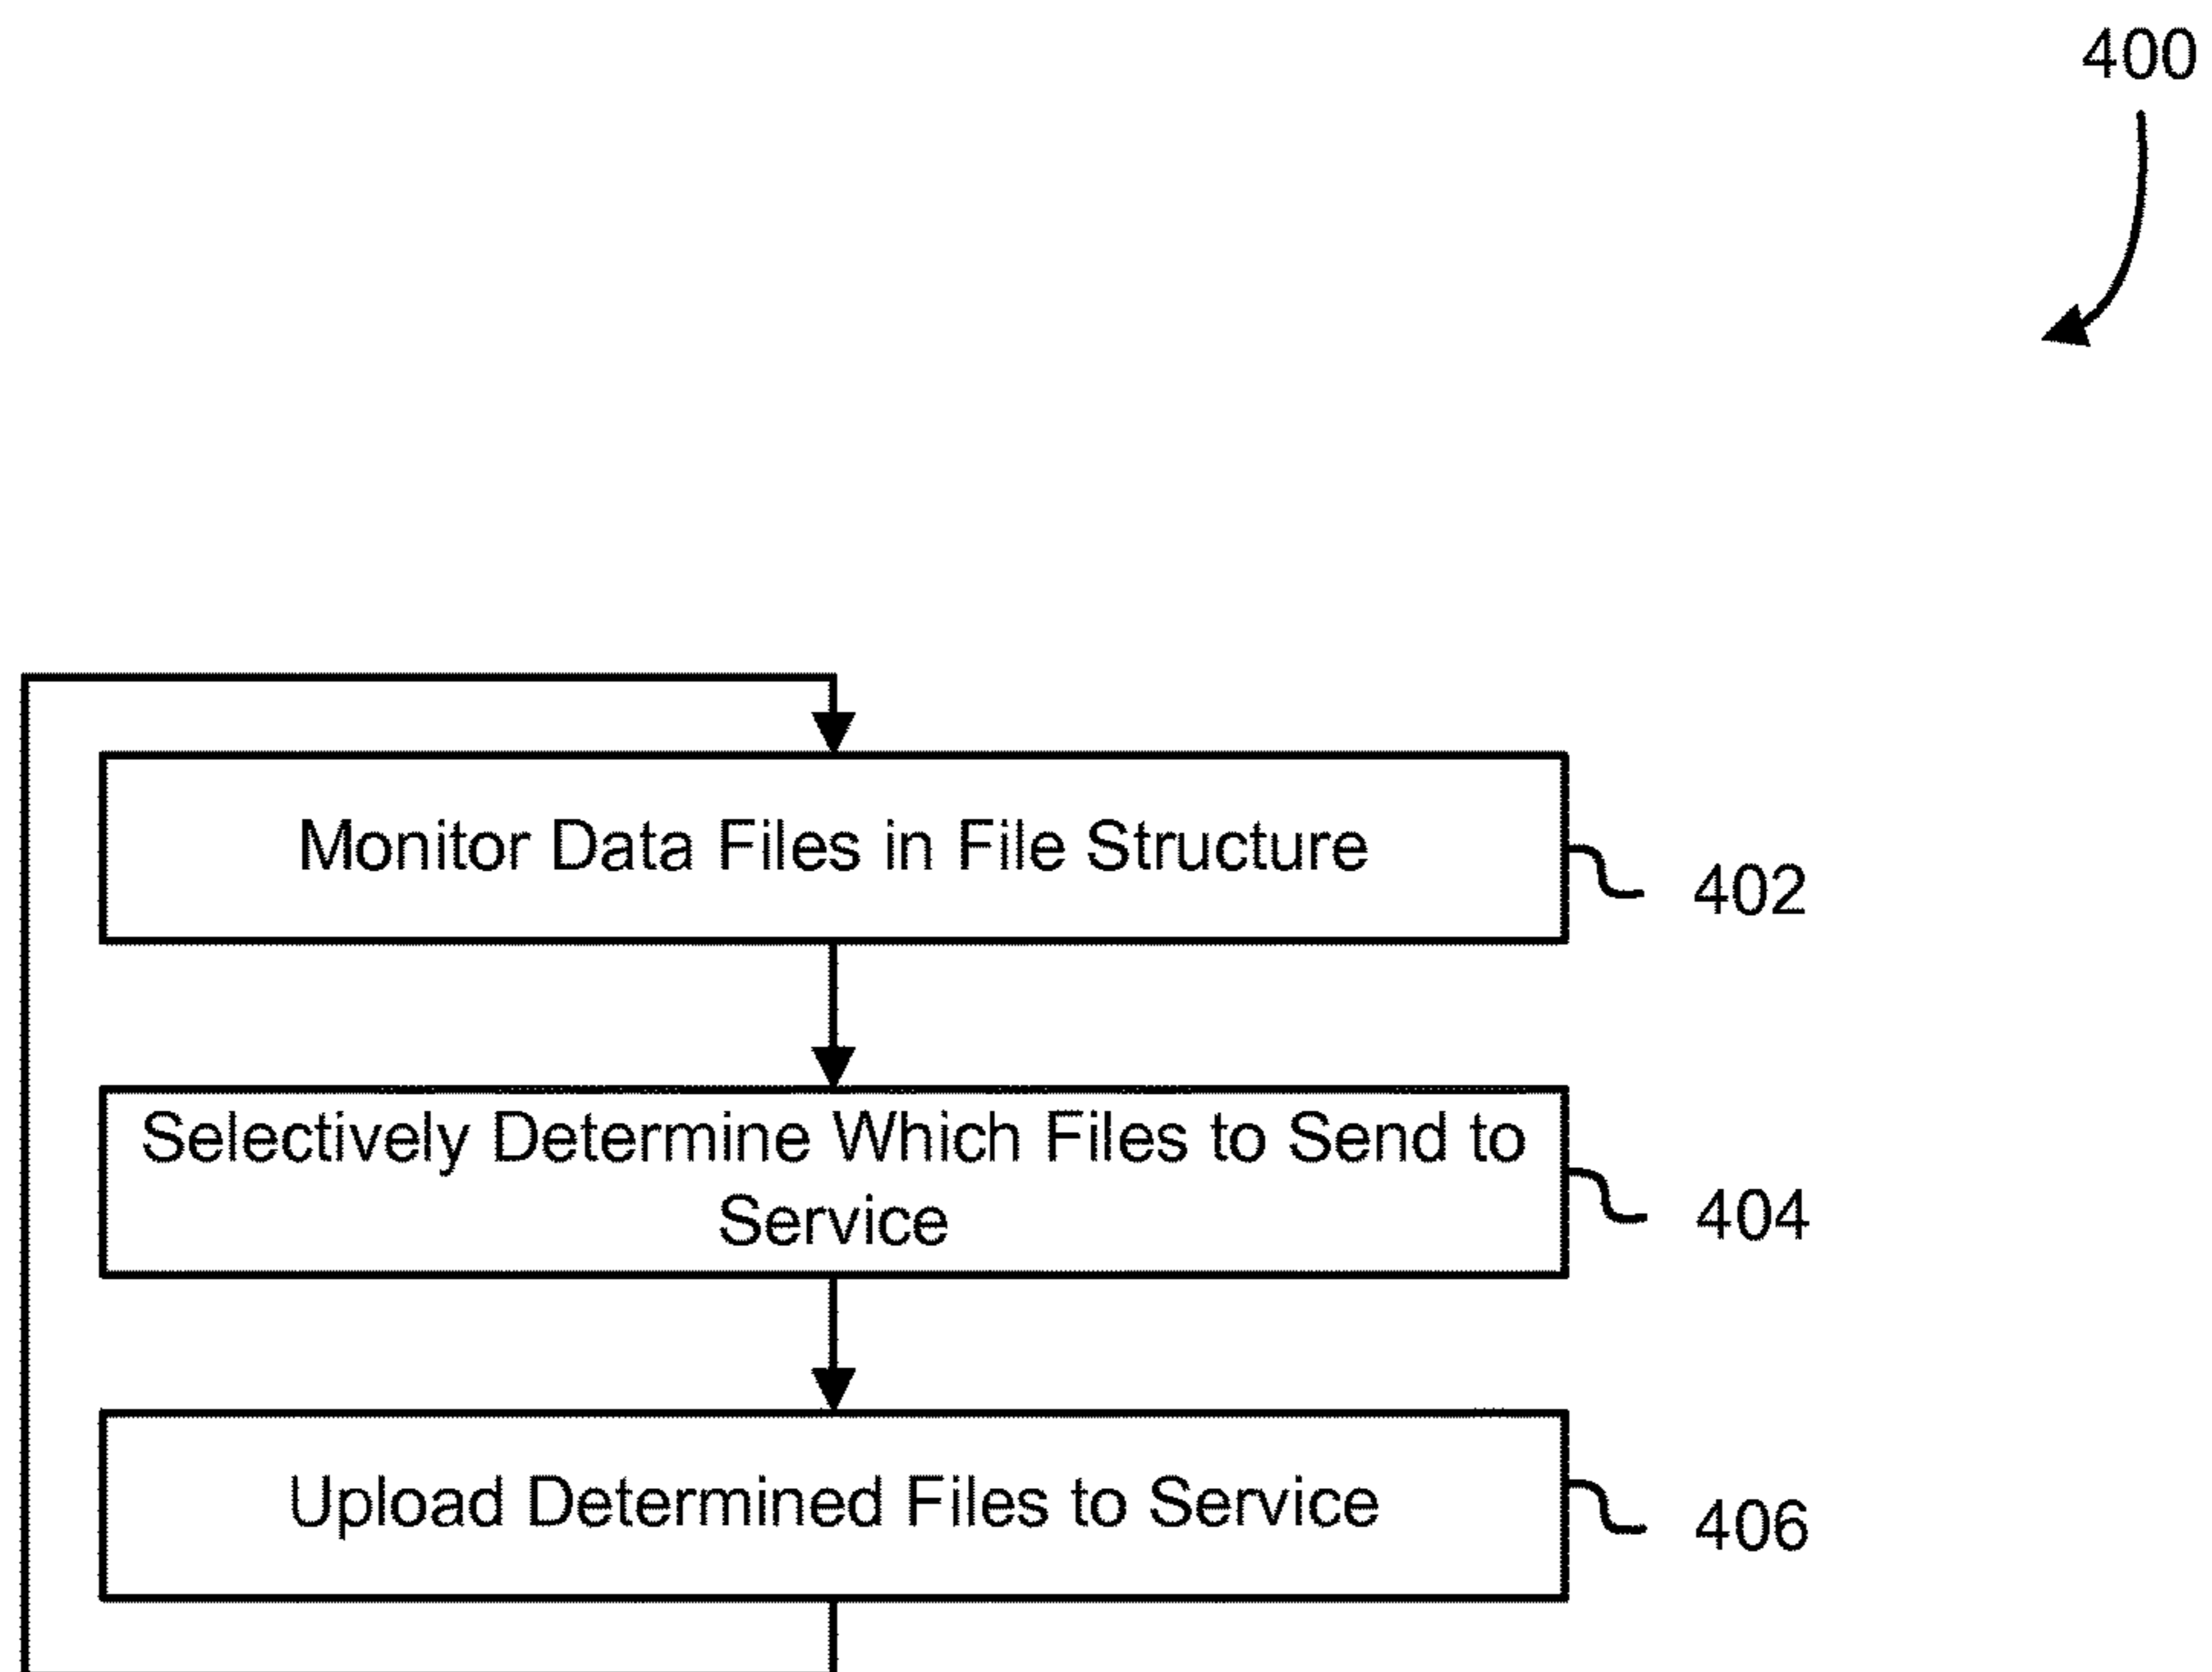 400
Monitor Data Files in File Structure
402
Selectively Determine Which Files to Send to
Service
404
Upload Determined Files to Service
406